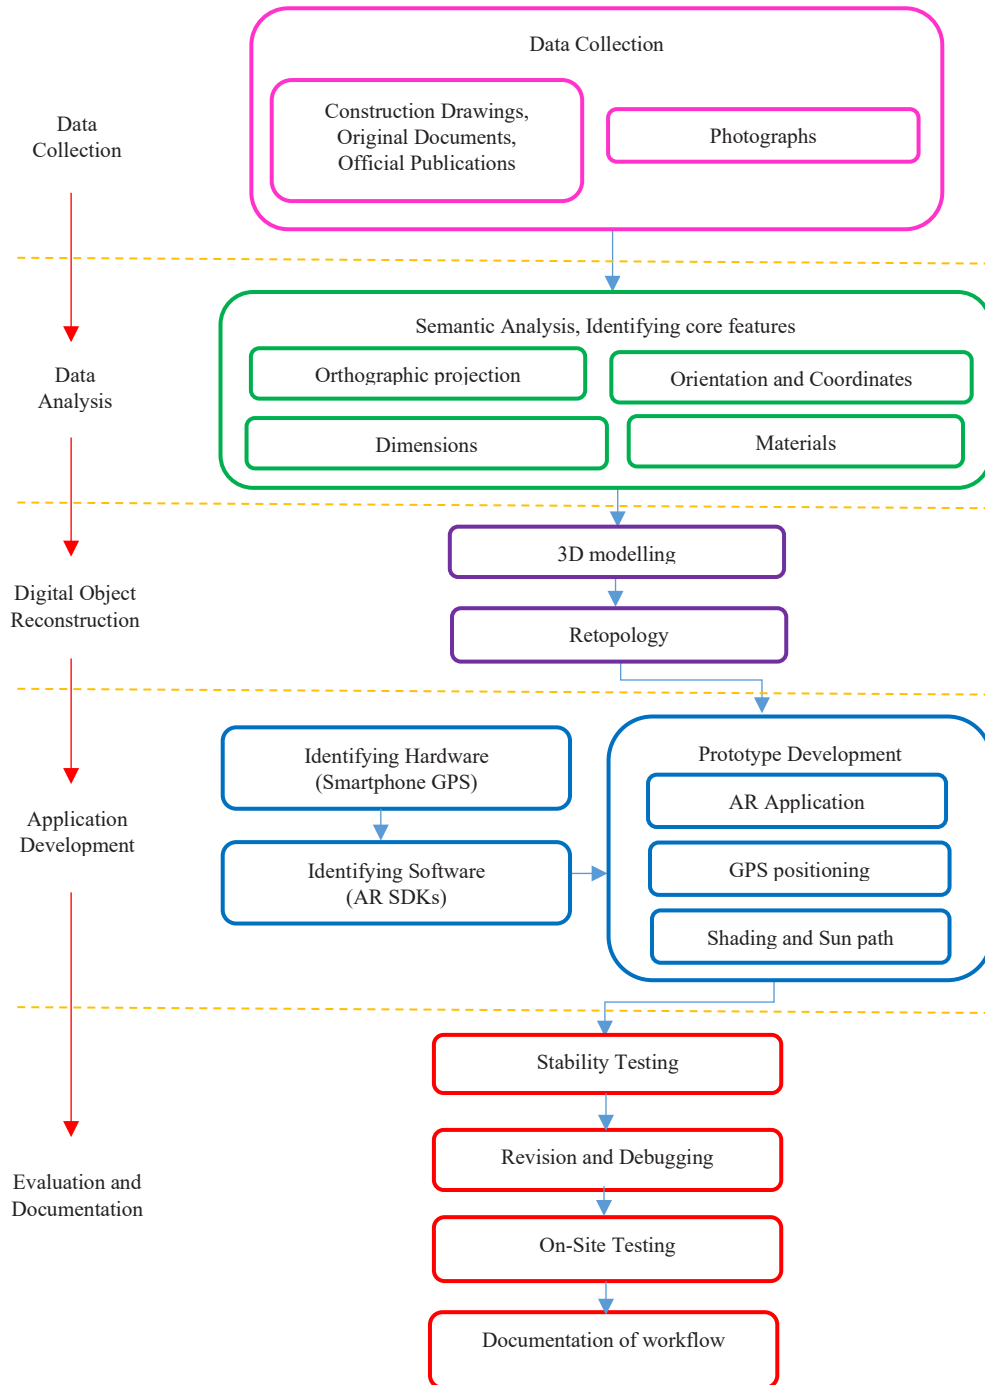 Data Collection
Construction Drawings,
Original Documents,
Official Publications
Photographs
Data
Collection
Semantic Analysis, Identifying core features
Orthographic projection
Orientation and Coordinates
Dimensions
Materials
Data
Analysis
3D modelling
Retopology
Digital Object
Reconstruction
Identifying Hardware
(Smartphone GPS)
Identifying Software
(AR SDKs)
Prototype Development
AR Application
GPS positioning
Shading and Sun path
Application
Development
Stability Testing
Revision and Debugging
On-Site Testing
Documentation of workflow
Evaluation and
Documentation